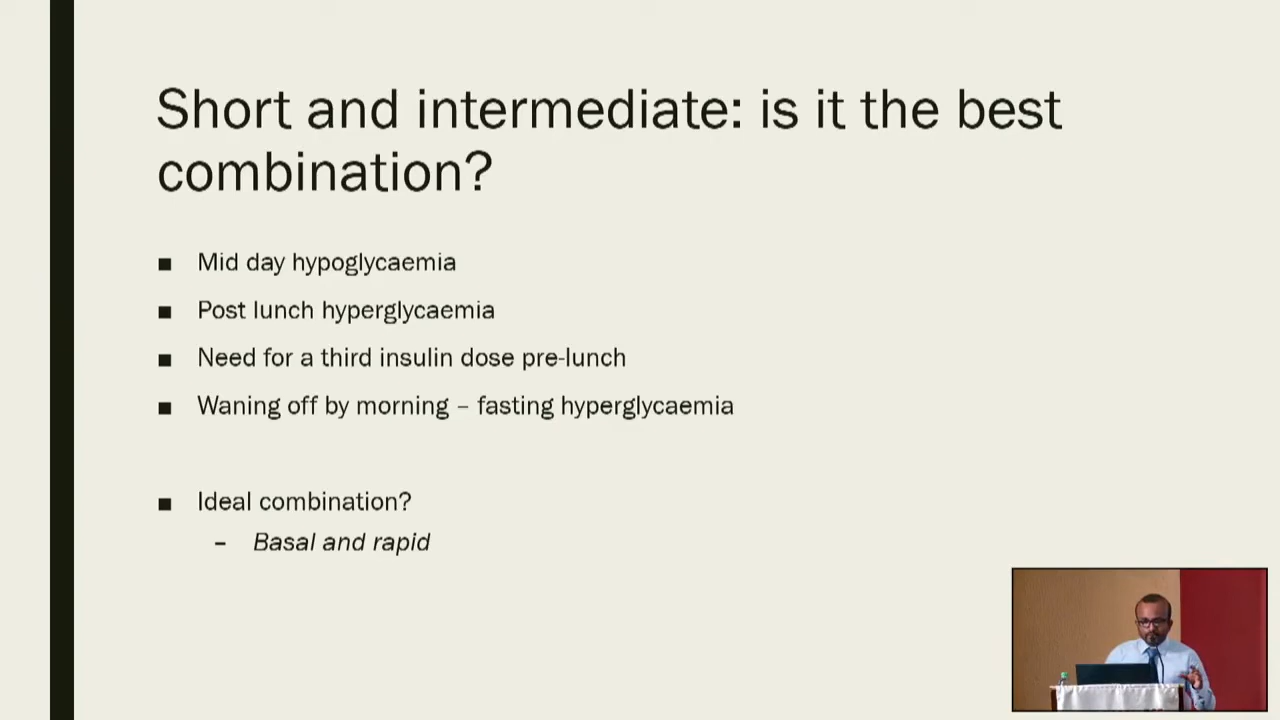 Short and intermediate: is it the best
combination?
■ Mid day hypoglycaemia
■ Post lunch hyperglycaemia
■ Need for a third insulin dose pre-lunch
■ Waning off by morning – fasting hyperglycaemia
■ Ideal combination?
– Basal and rapid